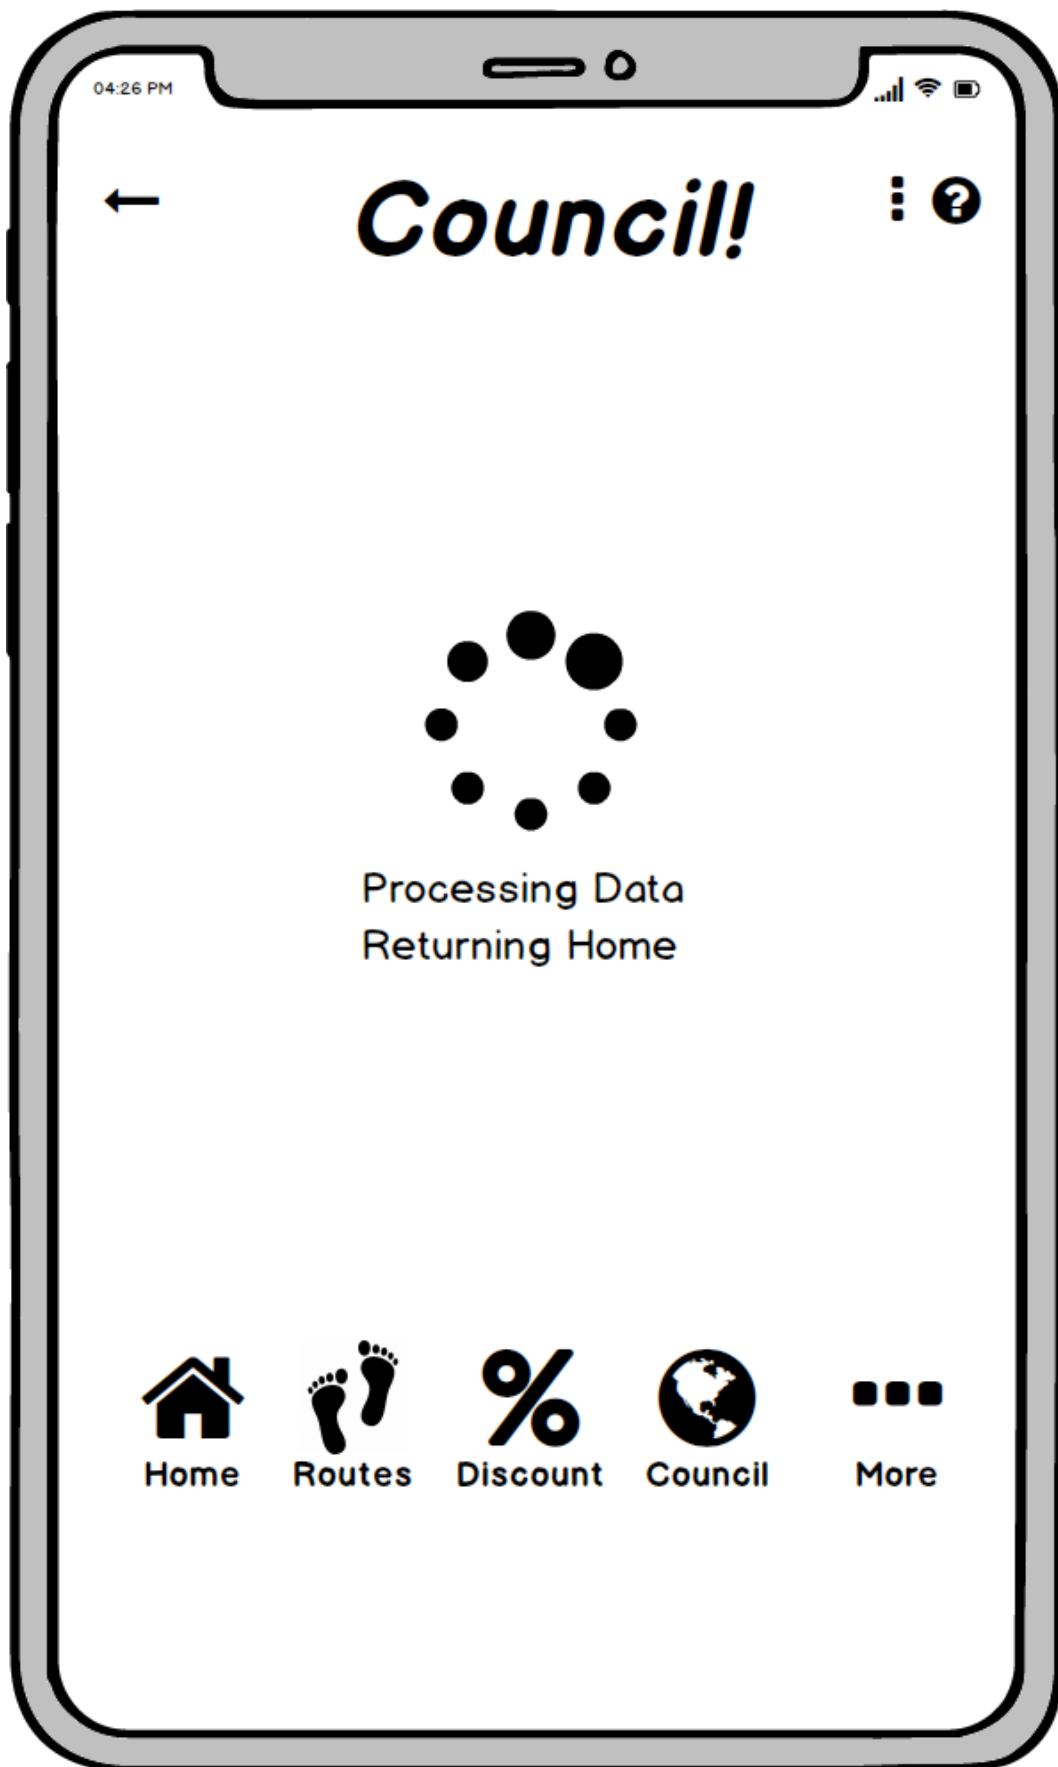 04:26 PM
Council!
Processing Data
Returning Home
Home Routes Discount Council More